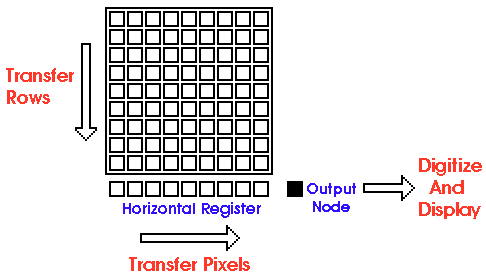 Transfer
Rows
Digitize
And
Display
Output
Node
Horizontal Register
Transfer Pixels